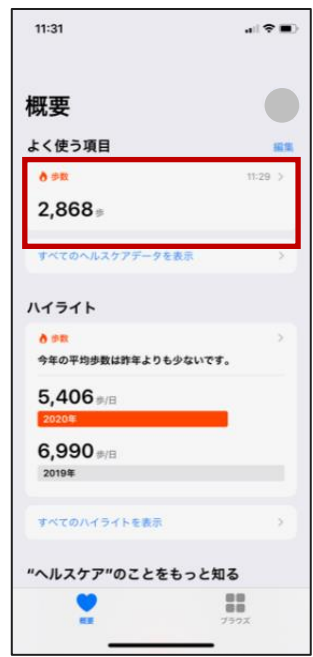 11:31
概要
よく使う項目 編集
歩数 11:29 >
2,868歩
すべてのヘルスケアデータを表示 >
ハイライト
歩数 >
今年の平均歩数は昨年よりも少ないです。
5,406歩/日
2020年
6,990歩/日
2019年
すべてのハイライトを表示 >
"ヘルスケア"のことをもっと知る
概要 ブラウズ